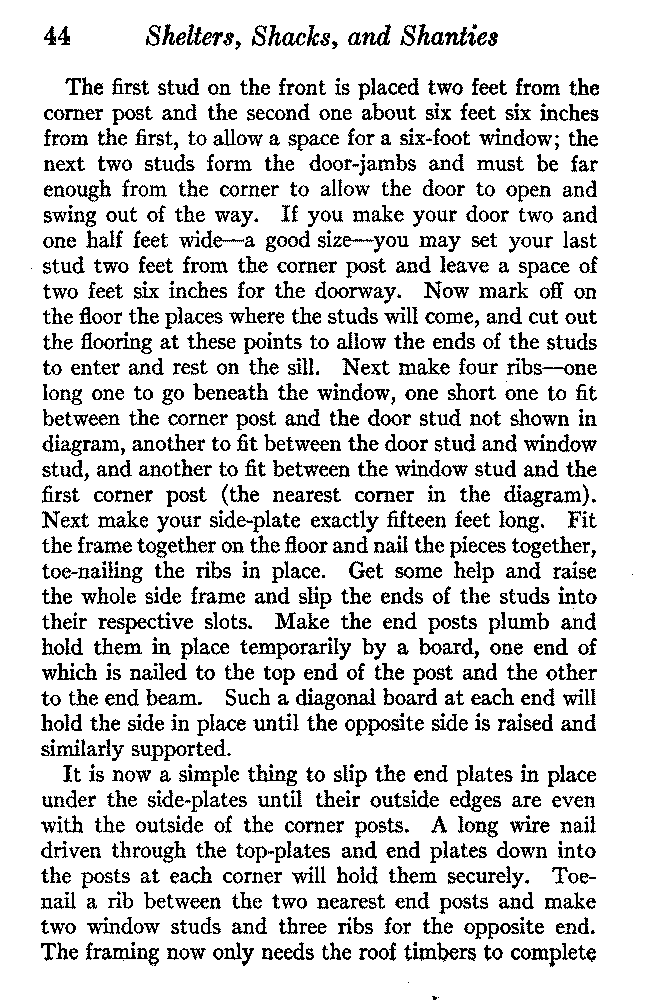 44 Shelters, Shacks, and Shanties
The first stud on the front is placed two feet from the
corner post and the second one about six feet six inches
from the first, to allow a space for a six-foot window; the
next two studs form the door-jambs and must be far
enough from the corner to allow the door to open and
swing out of the way. If you make your door two and
one half feet wide—a good size—you may set your last
stud two feet from the corner post and leave a space of
two feet six inches for the doorway. Now mark off on
the floor the places where the studs will come, and cut out
the flooring at these points to allow the ends of the studs
to enter and rest on the sill. Next make four ribs—one
long one to go beneath the window, one short one to fit
between the corner post and the door stud not shown in
diagram, another to fit between the door stud and window
stud, and another to fit between the window stud and the
first corner post (the nearest corner in the diagram).
Next make your side-plate exactly fifteen feet long. Fit
the frame together on the floor and nail the pieces together,
toe-nailing the ribs in place. Get some help and raise
the whole side frame and slip the ends of the studs into
their respective slots. Make the end posts plumb and
hold them in place temporarily by a board, one end of
which is nailed to the top end of the post and the other
to the end beam. Such a diagonal board at each end will
hold the side in place until the opposite side is raised and
similarly supported.
It is now a simple thing to slip the end plates in place
under the side-plates until their outside edges are even
with the outside of the corner posts. A long wire nail
driven through the top-plates and end plates down into
the posts at each corner will hold them securely. Toe-
nail a rib between the two nearest end posts and make
two window studs and three ribs for the opposite end.
The framing now only needs the roof timbers to complete